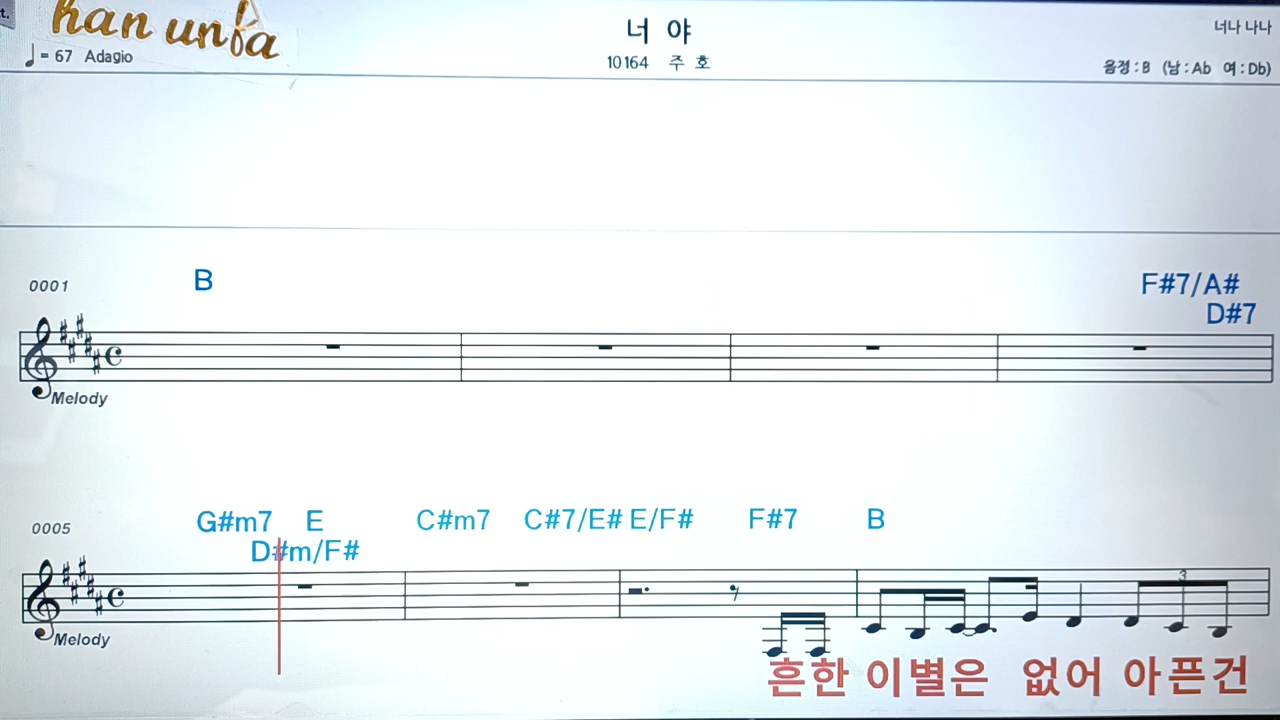 t.
han unfa
너 야
너나 나나
♩= 67 Adagio
10164 주 호
음정 : B (남 : Ab 여 : Db)
0001
B
F#7/A#
D#7
Melody
0005
G#m7 E C#m7 C#7/E# E/F# F#7 B
D#m/F#
3
Melody
흔한 이별은 없어 아픈건